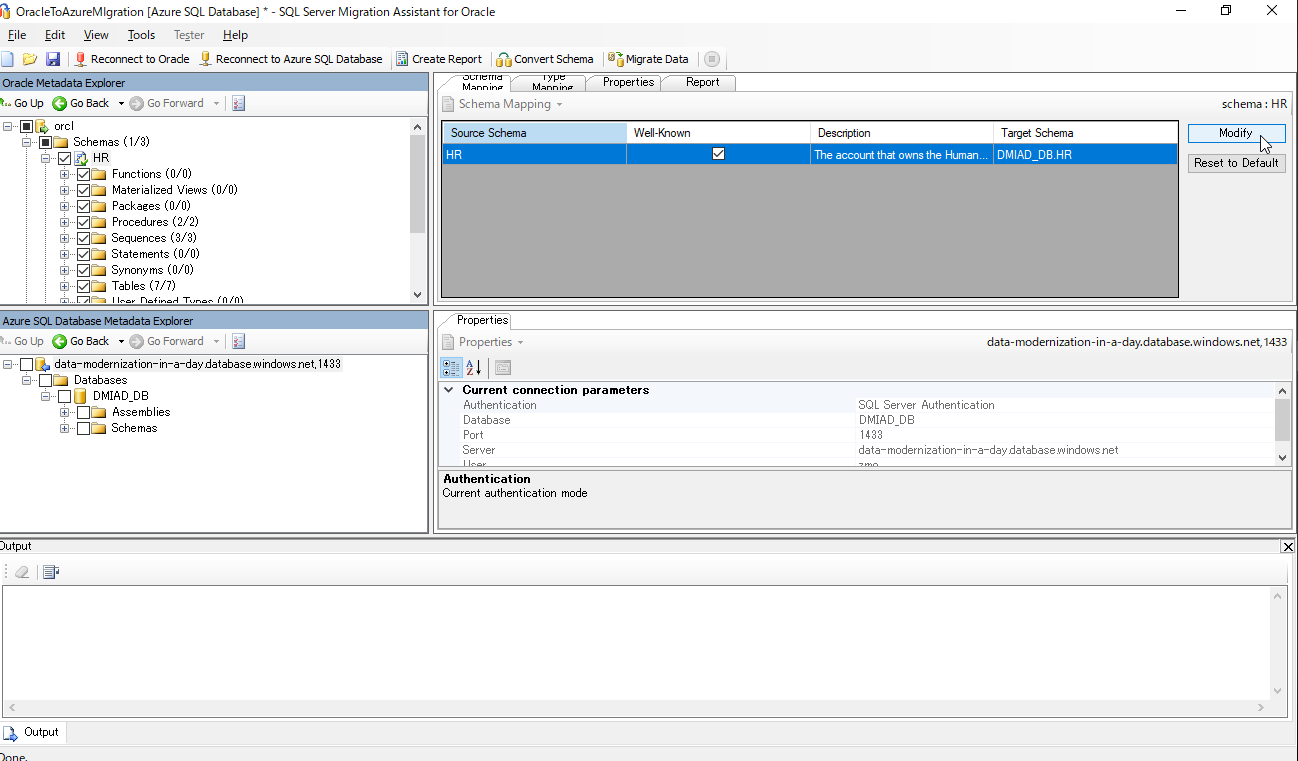 OracleToAzureMIgration [Azure SQL Database] * - SQL Server Migration Assistant for Oracle
File Edit View Tools Tester Help
Reconnect to Oracle Reconnect to Azure SQL Database Create Report Convert Schema Migrate Data
Oracle Metadata Explorer
Go Up Go Back Go Forward
orcl
Schemas (1/3)
HR
Functions (0/0)
Materialized Views (0/0)
Packages (0/0)
Procedures (2/2)
Sequences (3/3)
Statements (0/0)
Synonyms (0/0)
Tables (7/7)
User Defined Types (0/0)
Schema Mapping Type Mapping Properties Report
Schema Mapping schema : HR
Source Schema Well-Known Description Target Schema
HR The account that owns the Human... DMIAD_DB.HR
Modify
Reset to Default
Azure SQL Database Metadata Explorer
Go Up Go Back Go Forward
data-modernization-in-a-day.database.windows.net,1433
Databases
DMIAD_DB
Assemblies
Schemas
Properties
Properties data-modernization-in-a-day.database.windows.net,1433
Current connection parameters
Authentication SQL Server Authentication
Database DMIAD_DB
Port 1433
Server data-modernization-in-a-day.database.windows.net
User
Authentication
Current authentication mode
Output
Output
Done.